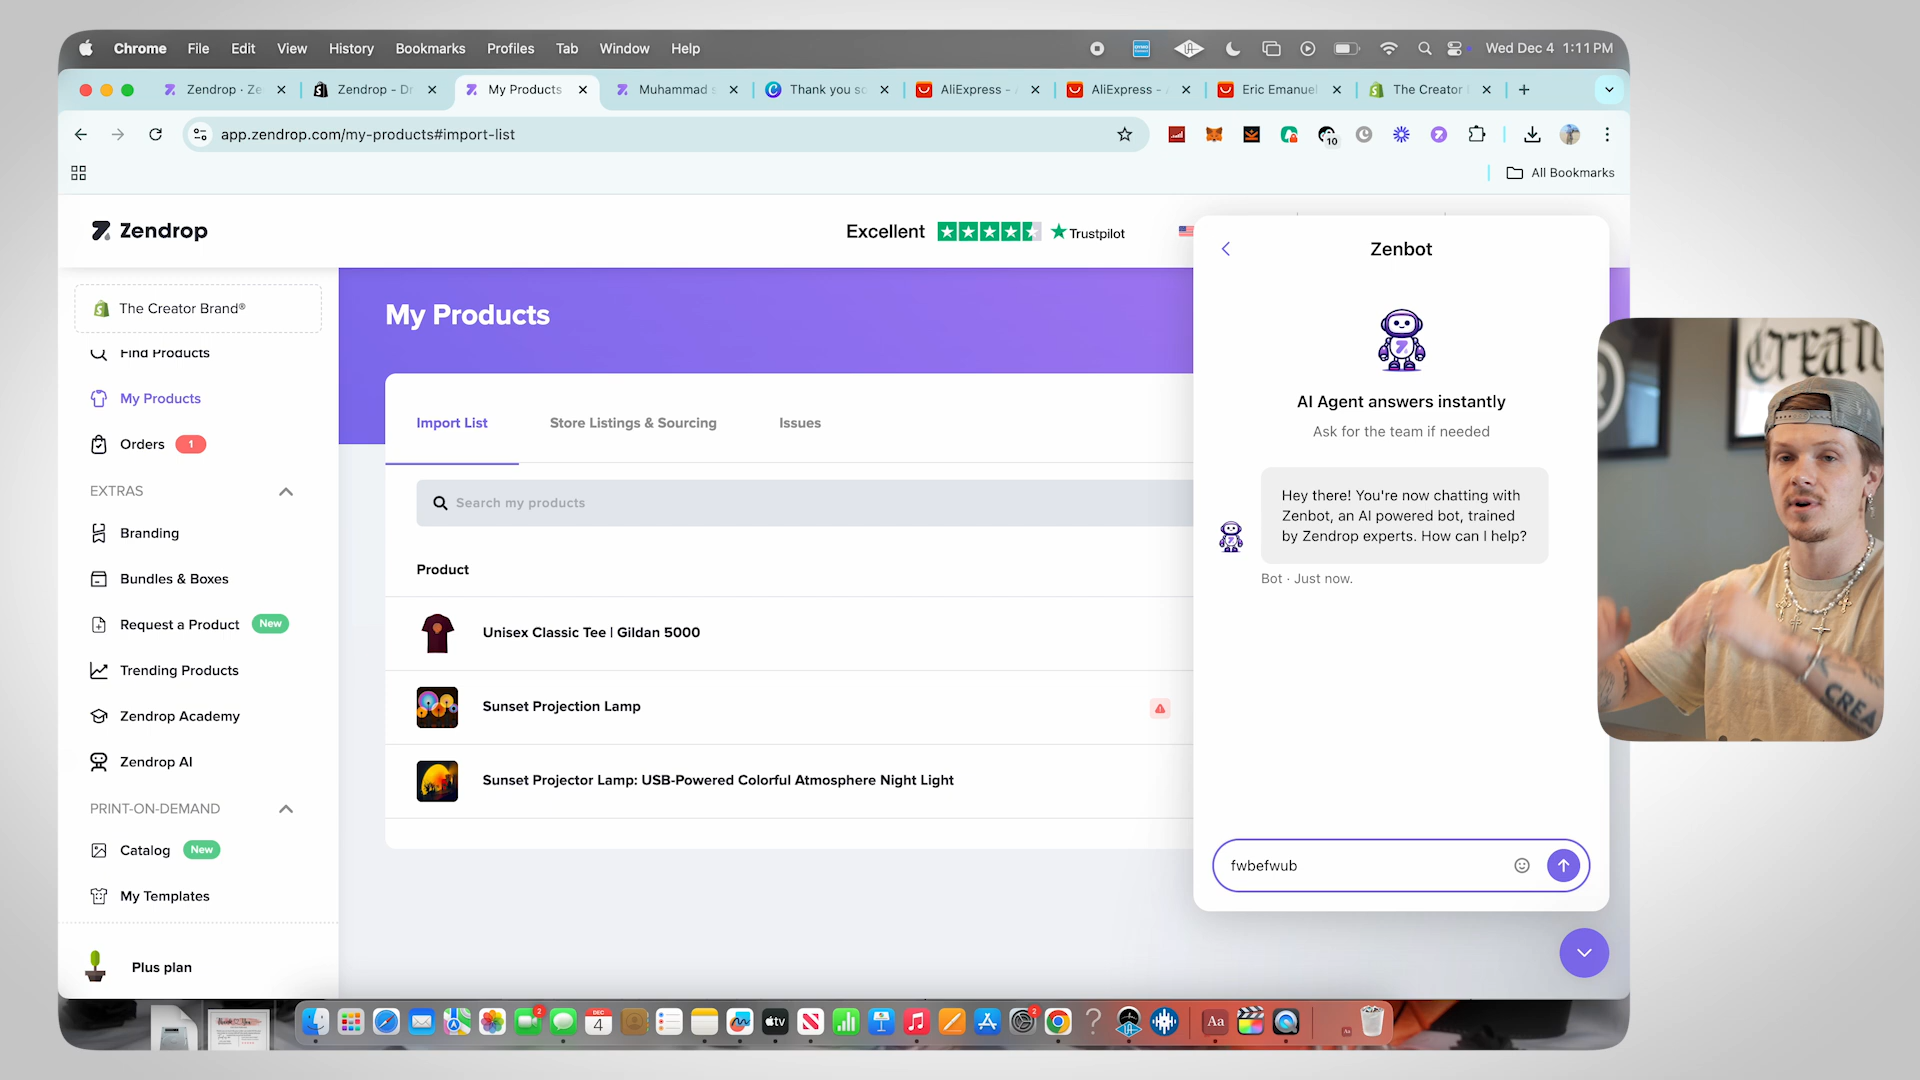 Chrome File Edit View History Bookmarks Profiles Tab Window Help
Wed Dec 4 1:11 PM
Zendrop · Ze
Zendrop - Dr
My Products
Muhammad s
Thank you so
AliExpress -
AliExpress -
Eric Emanuel
The Creator
app.zendrop.com/my-products#import-list
10
All Bookmarks
Zendrop
Excellent
Trustpilot
The Creator Brand®
Find Products
My Products
Orders 1
EXTRAS
Branding
Bundles & Boxes
Request a Product New
Trending Products
Zendrop Academy
Zendrop AI
PRINT-ON-DEMAND
Catalog New
My Templates
Plus plan
My Products
Import List
Store Listings & Sourcing
Issues
Search my products
Product
Unisex Classic Tee | Gildan 5000
Sunset Projection Lamp
Sunset Projector Lamp: USB-Powered Colorful Atmosphere Night Light
Zenbot
AI Agent answers instantly
Ask for the team if needed
Hey there! You're now chatting with
Zenbot, an AI powered bot, trained
by Zendrop experts. How can I help?
Bot · Just now.
fwbefwub
2
DEC
4
tv
2
Aa